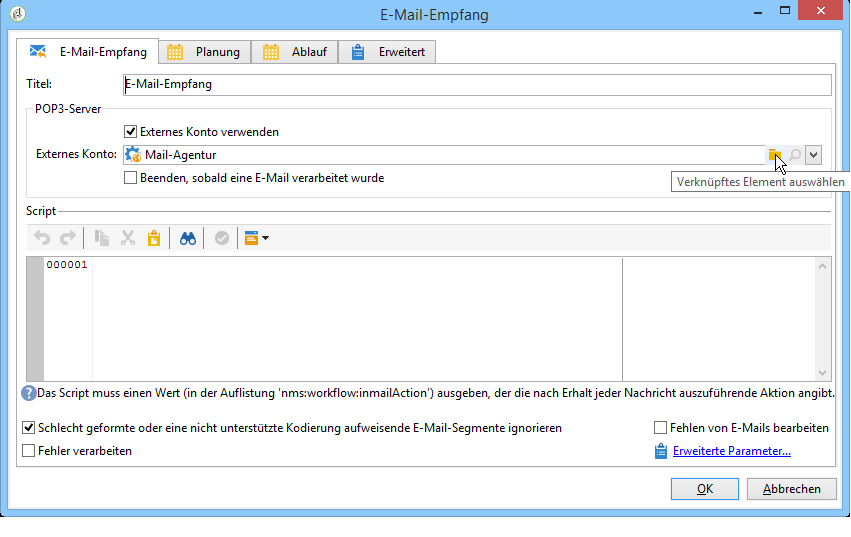 E-Mail-Empfang
E-Mail-Empfang Planung Ablauf Erweitert
Titel: E-Mail-Empfang
POP3-Server
Externes Konto verwenden
Externes Konto: Mail-Agentur
Beenden, sobald eine E-Mail verarbeitet wurde
Verknüpftes Element auswählen
Script
000001
Das Script muss einen Wert (in der Auflistung 'nms:workflow:inmailAction') ausgeben, der die nach Erhalt jeder Nachricht auszuführende Aktion angibt.
Schlecht geformte oder eine nicht unterstützte Kodierung aufweisende E-Mail-Segmente ignorieren Fehlen von E-Mails bearbeiten
Fehler verarbeiten Erweiterte Parameter...
OK Abbrechen